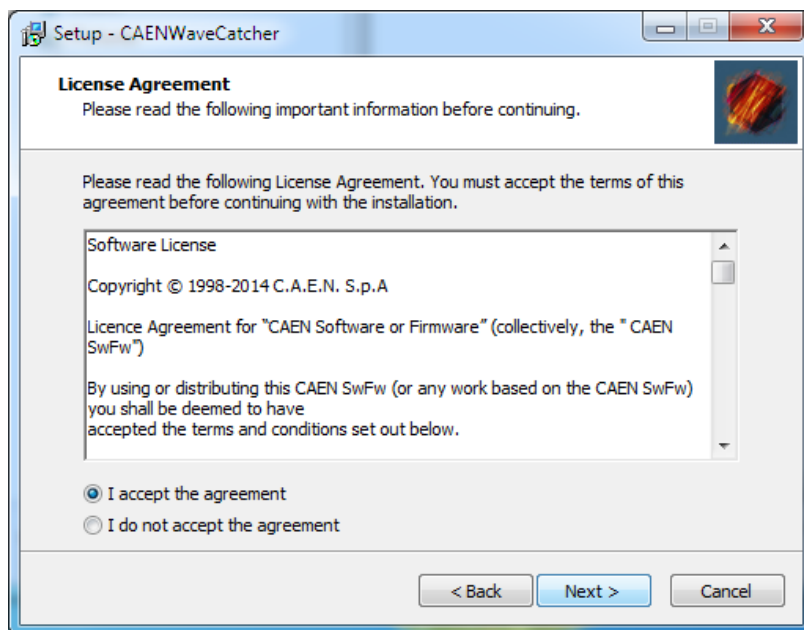 Setup - CAENWaveCatcher
License Agreement
Please read the following important information before continuing.
Please read the following License Agreement. You must accept the terms of this
agreement before continuing with the installation.
Software License
Copyright © 1998-2014 C.A.E.N. S.p.A
Licence Agreement for "CAEN Software or Firmware" (collectively, the " CAEN
SwFw")
By using or distributing this CAEN SwFw (or any work based on the CAEN SwFw)
you shall be deemed to have
accepted the terms and conditions set out below.
I accept the agreement
I do not accept the agreement
< Back Next > Cancel